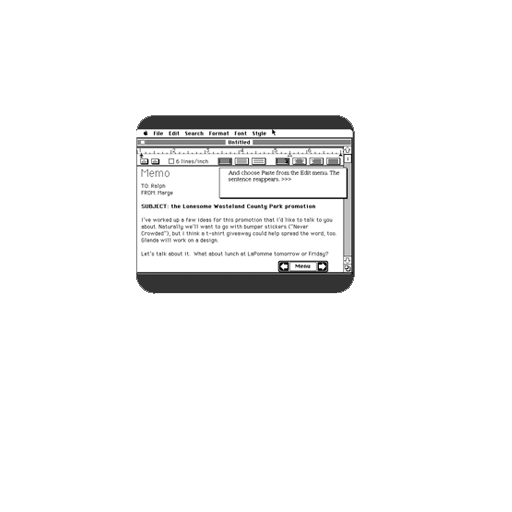 File Edit Search Format Font Style
Untitled
6 lines/inch
And choose Paste from the Edit menu. The
sentence reappears. >>>
Memo
TO: Ralph
FROM: Marge
SUBJECT: the Lonesome Wasteland County Park promotion
I've worked up a few ideas for this promotion that I'd like to talk to you
about. Naturally we'll want to go with bumper stickers ("Never
Crowded"), but I think a t-shirt giveaway could help spread the word, too.
Glenda will work on a design.
Let's talk about it. What about lunch at LaPomme tomorrow or Friday?
Menu